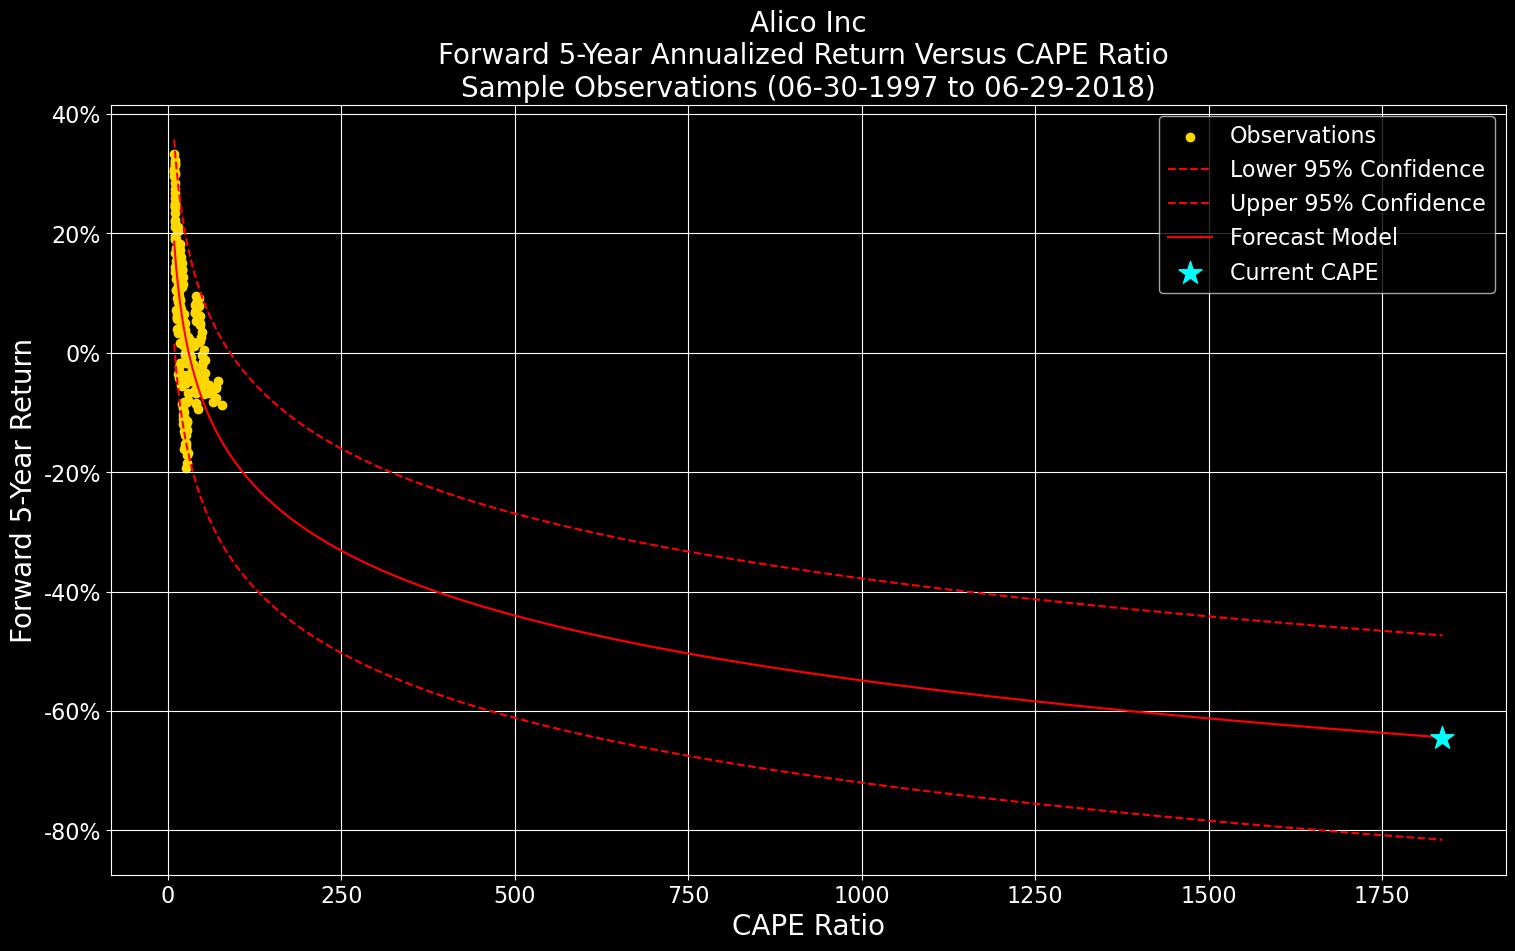 Alico Inc
Forward 5-Year Annualized Return Versus CAPE Ratio
Sample Observations (06-30-1997 to 06-29-2018)
Observations
Lower 95% Confidence
Upper 95% Confidence
Forecast Model
Current CAPE
Forward 5-Year Return
40%
20%
0%
-20%
-40%
-60%
-80%
0 250 500 750 1000 1250 1500 1750
CAPE Ratio